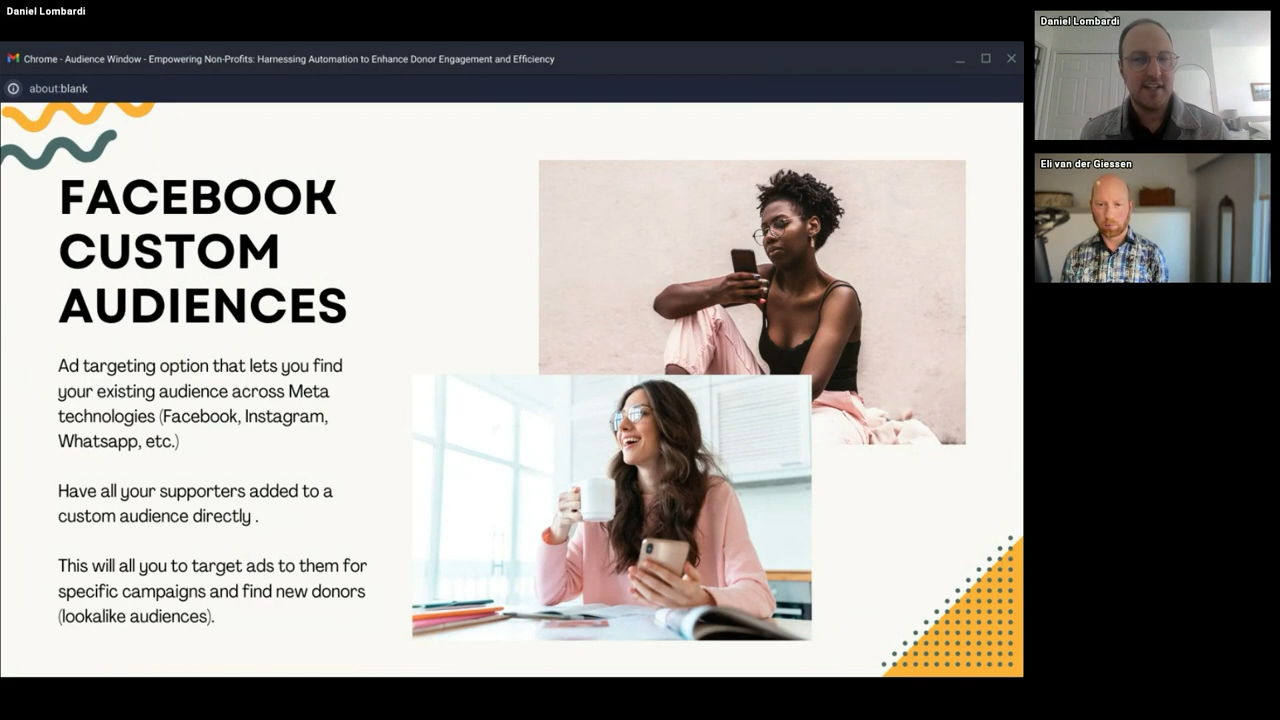 Daniel Lombardi
Chrome - Audience Window - Empowering Non-Profits: Harnessing Automation to Enhance Donor Engagement and Efficiency
about:blank
FACEBOOK
CUSTOM
AUDIENCES
Ad targeting option that lets you find
your existing audience across Meta
technologies (Facebook, Instagram,
Whatsapp, etc.)
Have all your supporters added to a
custom audience directly .
This will all you to target ads to them for
specific campaigns and find new donors
(lookalike audiences).
Daniel Lombardi
Eli van der Giessen